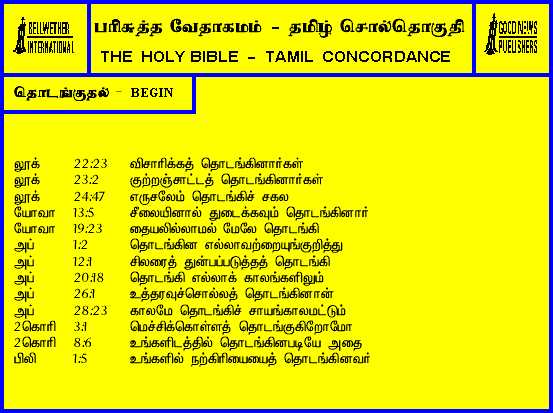 BELLWETHER
INTERNATIONAL
பரிசுத்த வேதாகமம் - தமிழ் சொல்தொகுதி
THE HOLY BIBLE - TAMIL CONCORDANCE
GOOD NEWS
PUBLISHERS
தொடங்குதல் - BEGIN
லூக் 22:23 விசாரிக்கத் தொடங்கினார்கள்
லூக் 23:2 குற்றஞ்சாட்டத் தொடங்கினார்கள்
லூக் 24:47 எருசலேம் தொடங்கிச் சகல
யோவா 13:5 சீலையினால் துடைக்கவும் தொடங்கினார்
யோவா 19:23 தையலில்லாமல் மேலே தொடங்கி
அப் 1:2 தொடங்கின எல்லாவற்றையுங்குறித்து
அப் 12:1 சிலரைத் துன்பப்படுத்தத் தொடங்கி
அப் 20:18 தொடங்கி எல்லாக் காலங்களிலும்
அப் 26:1 உத்தரவுச்சொல்லத் தொடங்கினான்
அப் 28:23 காலமே தொடங்கிச் சாயங்காலமட்டும்
2கொரி 3:1 மெச்சிக்கொள்ளத் தொடங்குகிறோமோ
2கொரி 8:6 உங்களிடத்தில் தொடங்கினபடியே அதை
பிலி 1:5 உங்களில் நற்கிரியையைத் தொடங்கினவர்